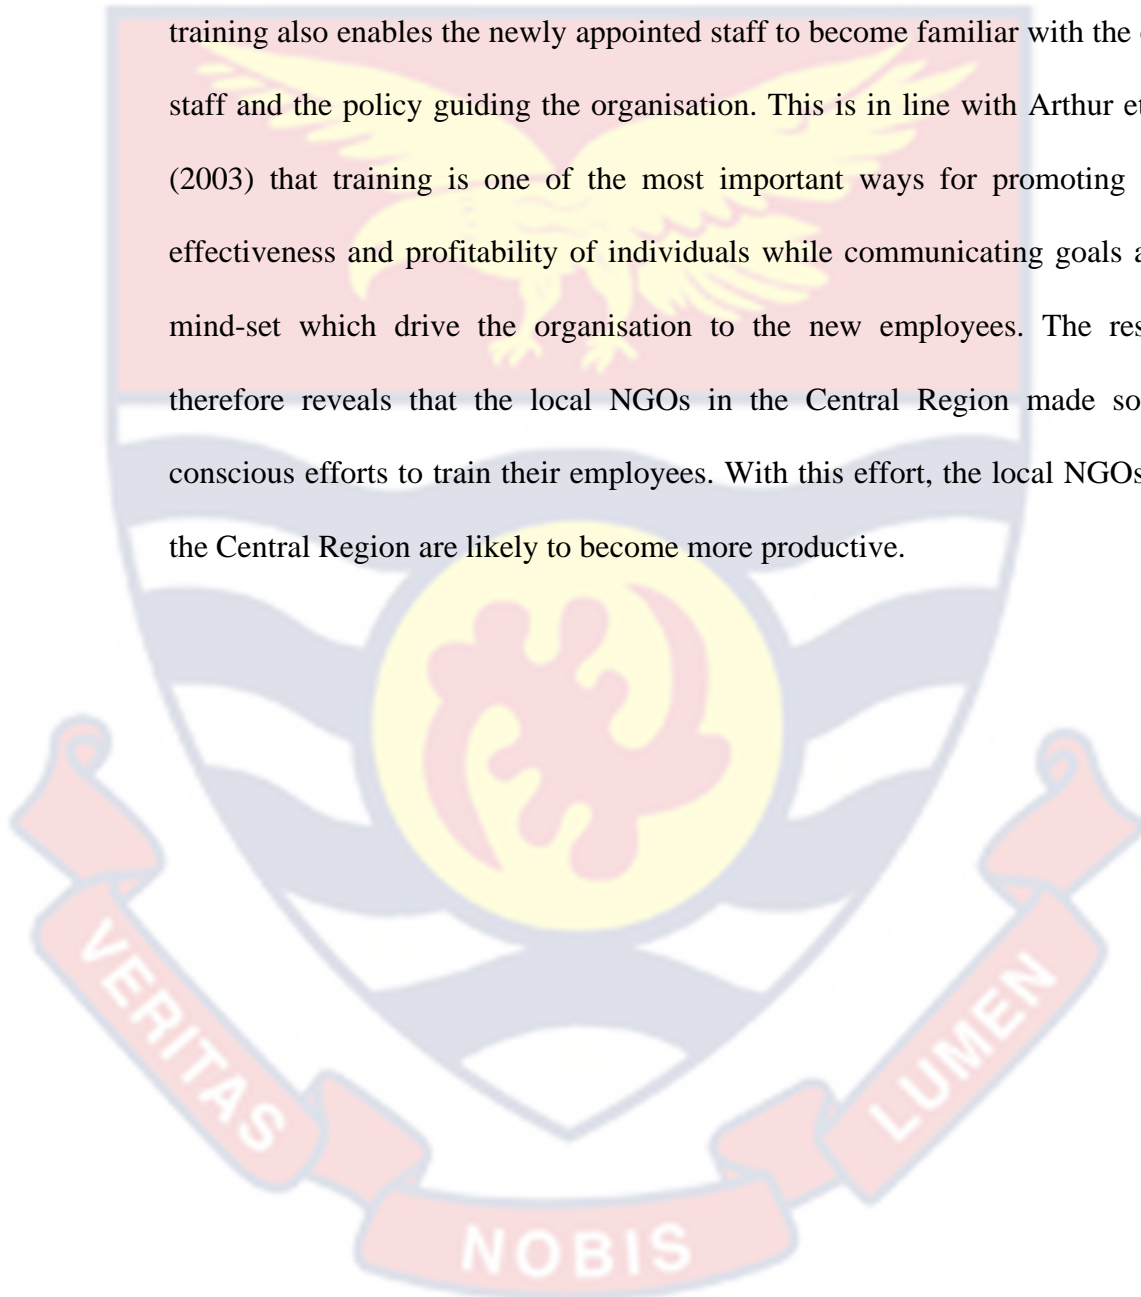 training also enables the newly appointed staff to become familiar with the
staff and the policy guiding the organisation. This is in line with Arthur et
(2003) that training is one of the most important ways for promoting
effectiveness and profitability of individuals while communicating goals
mind-set which drive the organisation to the new employees. The
therefore reveals that the local NGOs in the Central Region made
conscious efforts to train their employees. With this effort, the local NGOs
the Central Region are likely to become more productive.
VERITAS
NOBIS
LUMEN